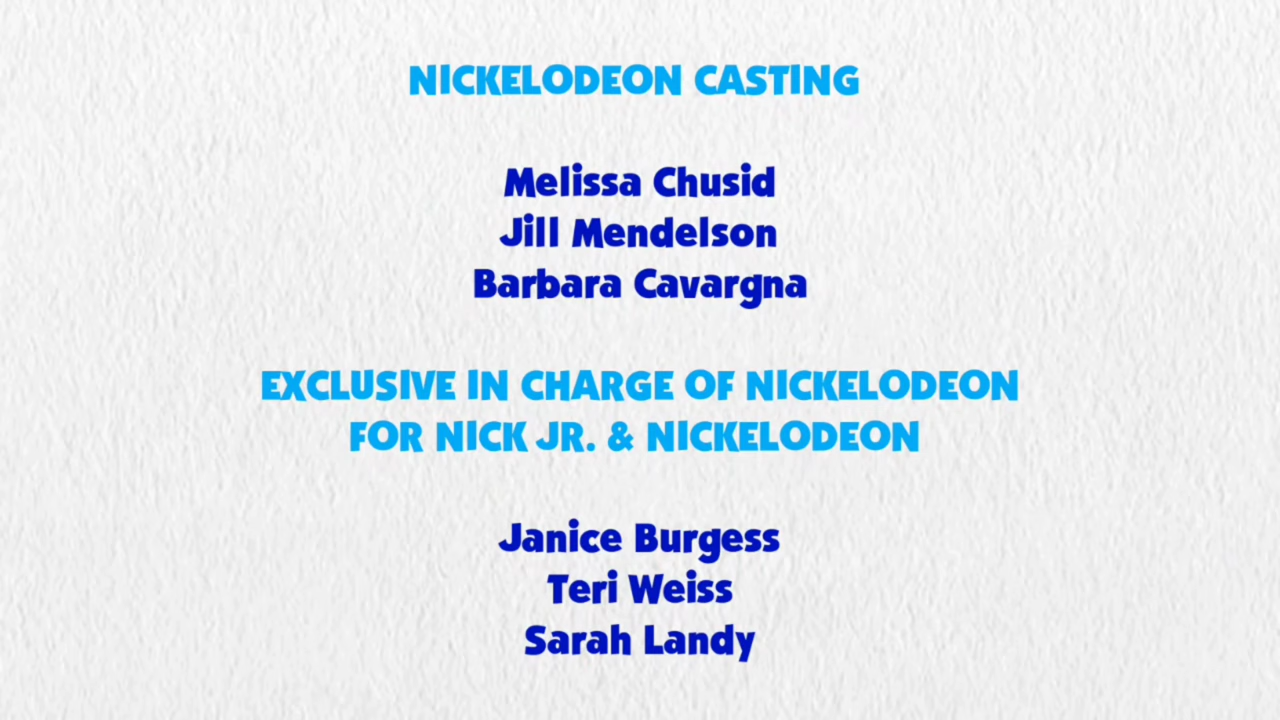 NICKELODEON CASTING
Melissa Chusid
Jill Mendelson
Barbara Cavargna
EXCLUSIVE IN CHARGE OF NICKELODEON
FOR NICK JR. & NICKELODEON
Janice Burgess
Teri Weiss
Sarah Landy